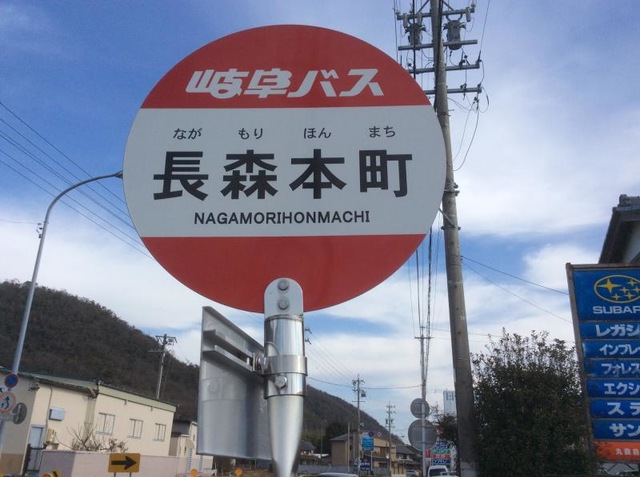 岐阜バス
なが もり ほん まち
長森本町
NAGAMORIHONMACHI
SUBARU
レガシ
インプレ
フォレス
エクシ
ステ
サン